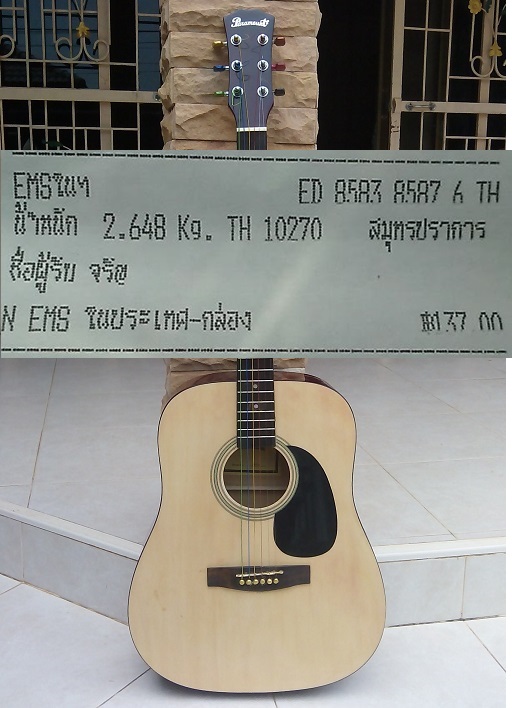 Paramount
EMSในฯ ED 8583 8587 6 TH
น้ำหนัก 2.648 Kg. TH 10270 สมุทรปราการ
ชื่อผู้รับ จรัญ
N EMS ในประเทศ-กล่อง ฿137.00